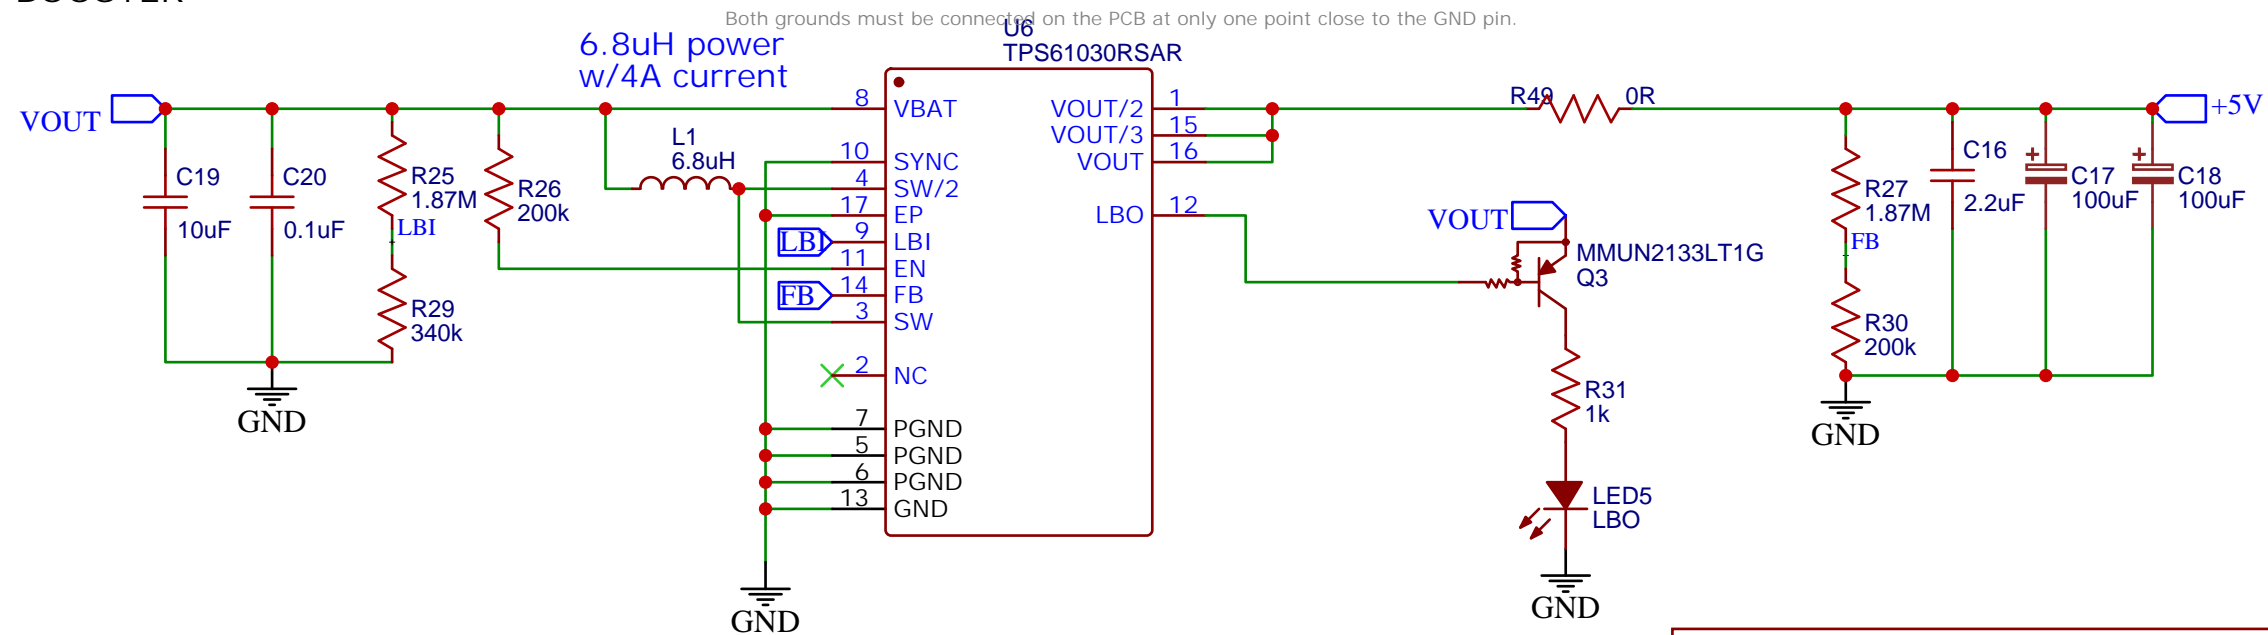 BOOSTER
Both grounds must be connected on the PCB at only one point close to the GND pin.
6.8uH power
w/4A current
U6
TPS61030RSAR
VOUT
8 VBAT
10 SYNC
4 SW/2
17 EP
LBI 9 LBI
11 EN
FB 14 FB
3 SW
2 NC
7 PGND
5 PGND
6 PGND
13 GND
VOUT/2 1
VOUT/3 15
VOUT 16
LBO 12
L1
6.8uH
C19
10uF
C20
0.1uF
R25
1.87M
LBI
R29
340k
R26
200k
GND
GND
R49 0R
+5V
VOUT
MMUN2133LT1G
Q3
R31
1k
LED5
LBO
GND
R27
1.87M
FB
R30
200k
C16
2.2uF
C17
100uF
C18
100uF
GND